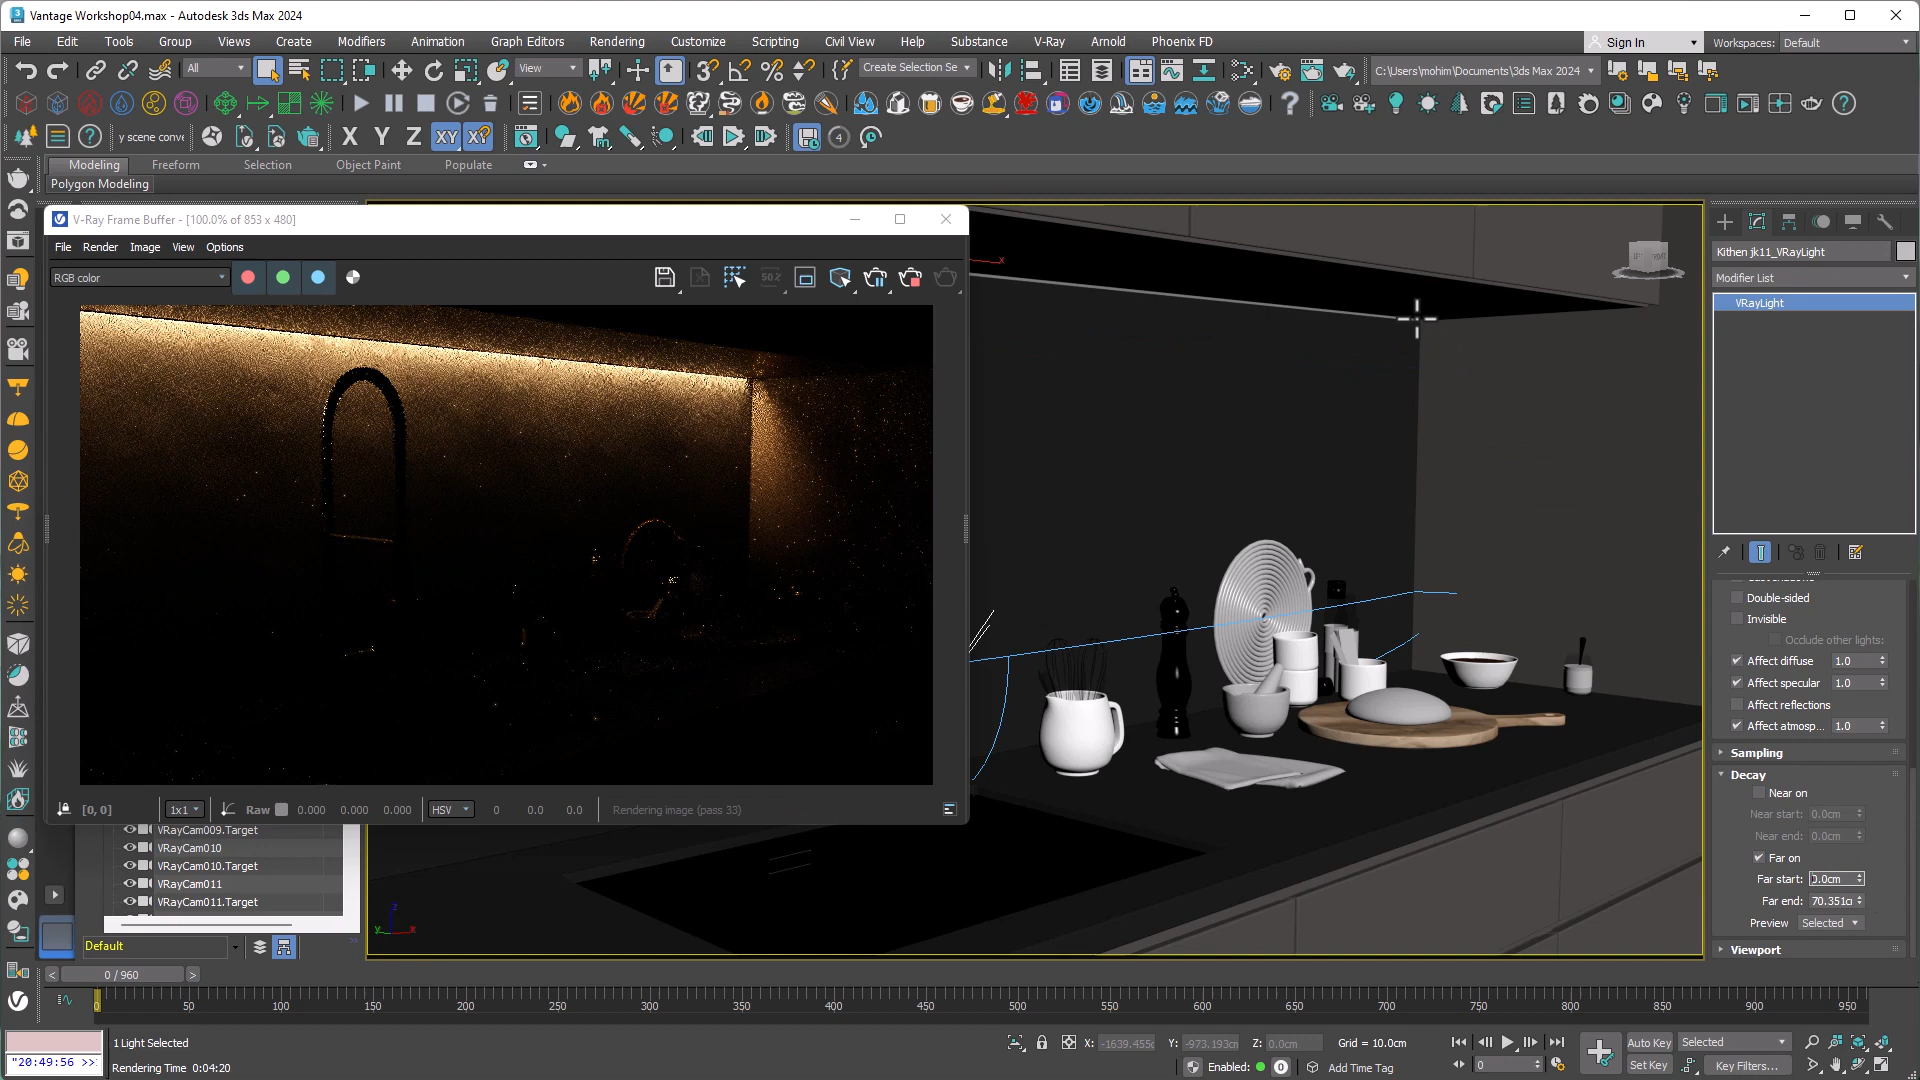 Vantage Workshop04.max - Autodesk 3ds Max 2024
File Edit Tools Group Views Create Modifiers Animation Graph Editors Rendering Customize Scripting Civil View Help Substance V-Ray Arnold Phoenix FD
Sign In
Workspaces: Default
All
View
Create Selection Se
C:\Users\mohim\Documents\3ds Max 2024
y scene conve
X Y Z XY
Modeling Freeform Selection Object Paint Populate
Polygon Modeling
V-Ray Frame Buffer - [100.0% of 853 x 480]
File Render Image View Options
RGB color
[0, 0]
1x1
Raw
0.000 0.000 0.000
HSV
0 0.0 0.0
Rendering image (pass 33)
VRayCam009.Target
VRayCam010
VRayCam010.Target
VRayCam011
VRayCam011.Target
Default
x
z
y
x
Kithen jk11_VRayLight
Modifier List
VRayLight
Double-sided
Invisible
Occlude other lights:
Affect diffuse 1.0
Affect specular 1.0
Affect reflections
Affect atmosp... 1.0
Sampling
Decay
Near on
Near start: 0.0cm
Near end: 0.0cm
Far on
Far start: 0.0cm
Far end: 70.351c
Preview Selected
Viewport
0 / 960
0 50 100 150 200 250 300 350 400 450 500 550 600 650 700 750 800 850 900 950
"20:49:56 >>:
1 Light Selected
Rendering Time 0:04:20
X: -1639.455c Y: -973.193cm Z: 0.0cm Grid = 10.0cm
Enabled: 0 Add Time Tag
0
Auto Key Selected
Set Key Key Filters...